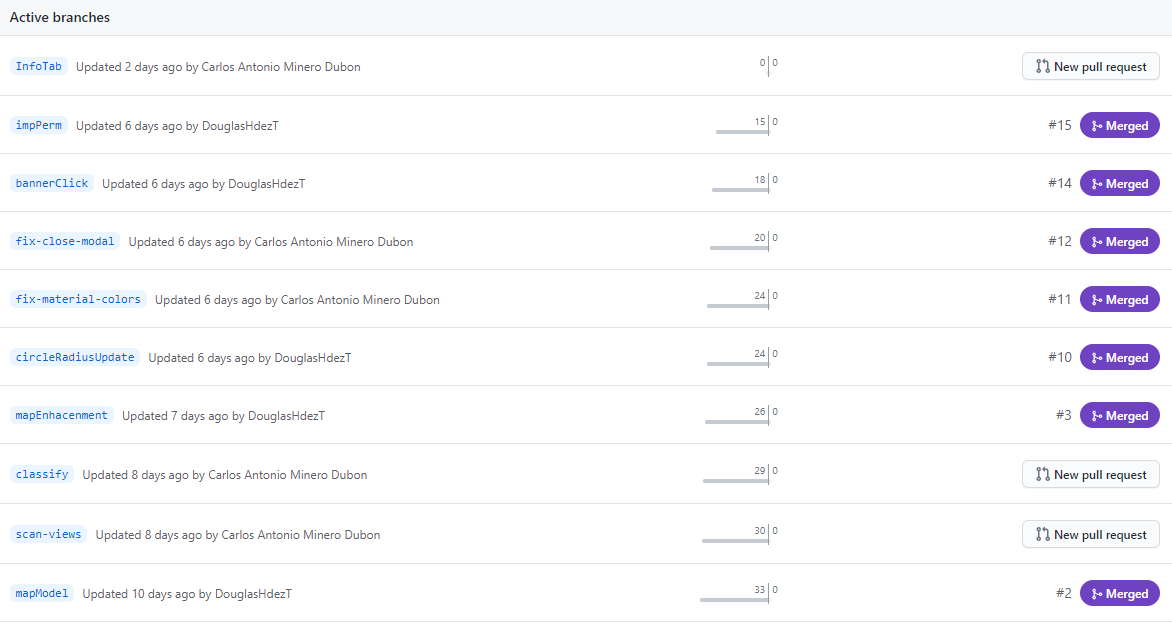 Active branches
InfoTab Updated 2 days ago by Carlos Antonio Minero Dubon 0 0 New pull request
impPerm Updated 6 days ago by DouglasHdezT 15 0 #15 Merged
bannerClick Updated 6 days ago by DouglasHdezT 18 0 #14 Merged
fix-close-modal Updated 6 days ago by Carlos Antonio Minero Dubon 20 0 #12 Merged
fix-material-colors Updated 6 days ago by Carlos Antonio Minero Dubon 24 0 #11 Merged
circleRadiusUpdate Updated 6 days ago by DouglasHdezT 24 0 #10 Merged
mapEnhacenment Updated 7 days ago by DouglasHdezT 26 0 #3 Merged
classify Updated 8 days ago by Carlos Antonio Minero Dubon 29 0 New pull request
scan-views Updated 8 days ago by Carlos Antonio Minero Dubon 30 0 New pull request
mapModel Updated 10 days ago by DouglasHdezT 33 0 #2 Merged